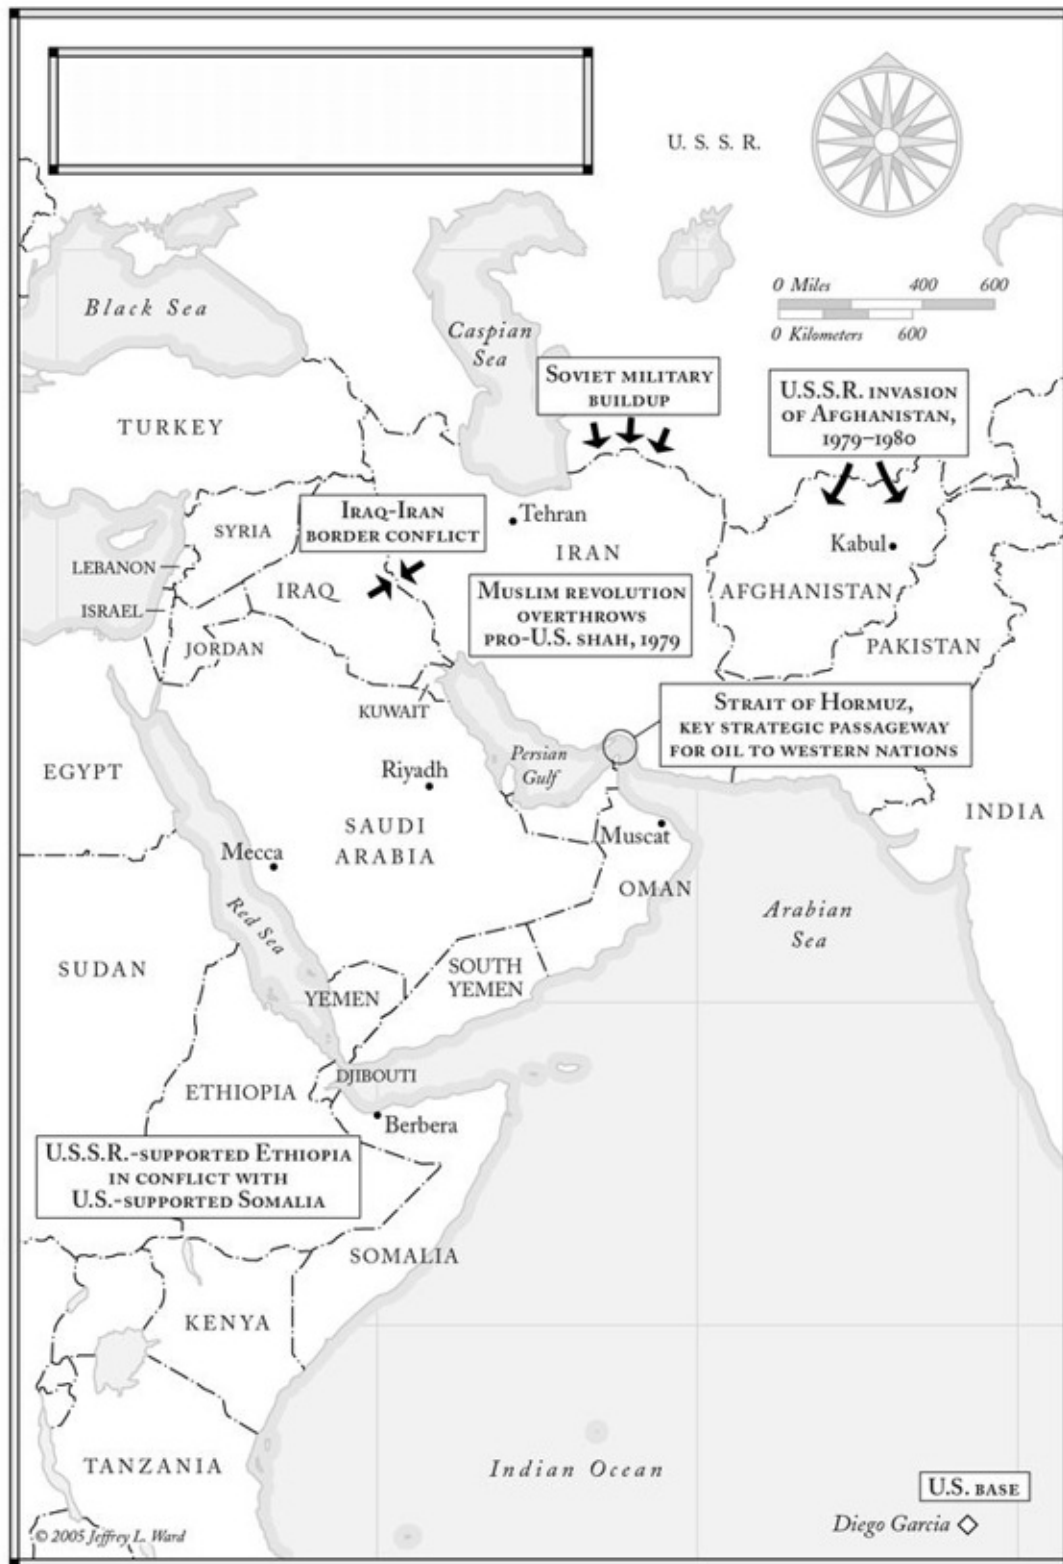 U. S. S. R.
0 Miles 400 600
0 Kilometers 600
Black Sea
Caspian
Sea
SOVIET MILITARY
BUILDUP
U.S.S.R. INVASION
OF AFGHANISTAN,
1979–1980
TURKEY
IRAQ-IRAN
BORDER CONFLICT
Tehran
SYRIA
IRAN
Kabul
LEBANON
IRAQ
MUSLIM REVOLUTION
OVERTHROWS
PRO-U.S. SHAH, 1979
AFGHANISTAN
ISRAEL
JORDAN
PAKISTAN
KUWAIT
STRAIT OF HORMUZ,
KEY STRATEGIC PASSAGEWAY
FOR OIL TO WESTERN NATIONS
EGYPT
Riyadh
Persian
Gulf
INDIA
SAUDI
ARABIA
Muscat
Mecca
OMAN
Red Sea
Arabian
Sea
SUDAN
SOUTH
YEMEN
YEMEN
DJIBOUTI
ETHIOPIA
Berbera
U.S.S.R.-SUPPORTED ETHIOPIA
IN CONFLICT WITH
U.S.-SUPPORTED SOMALIA
SOMALIA
KENYA
TANZANIA
Indian Ocean
U.S. BASE
Diego Garcia
© 2005 Jeffrey L. Ward